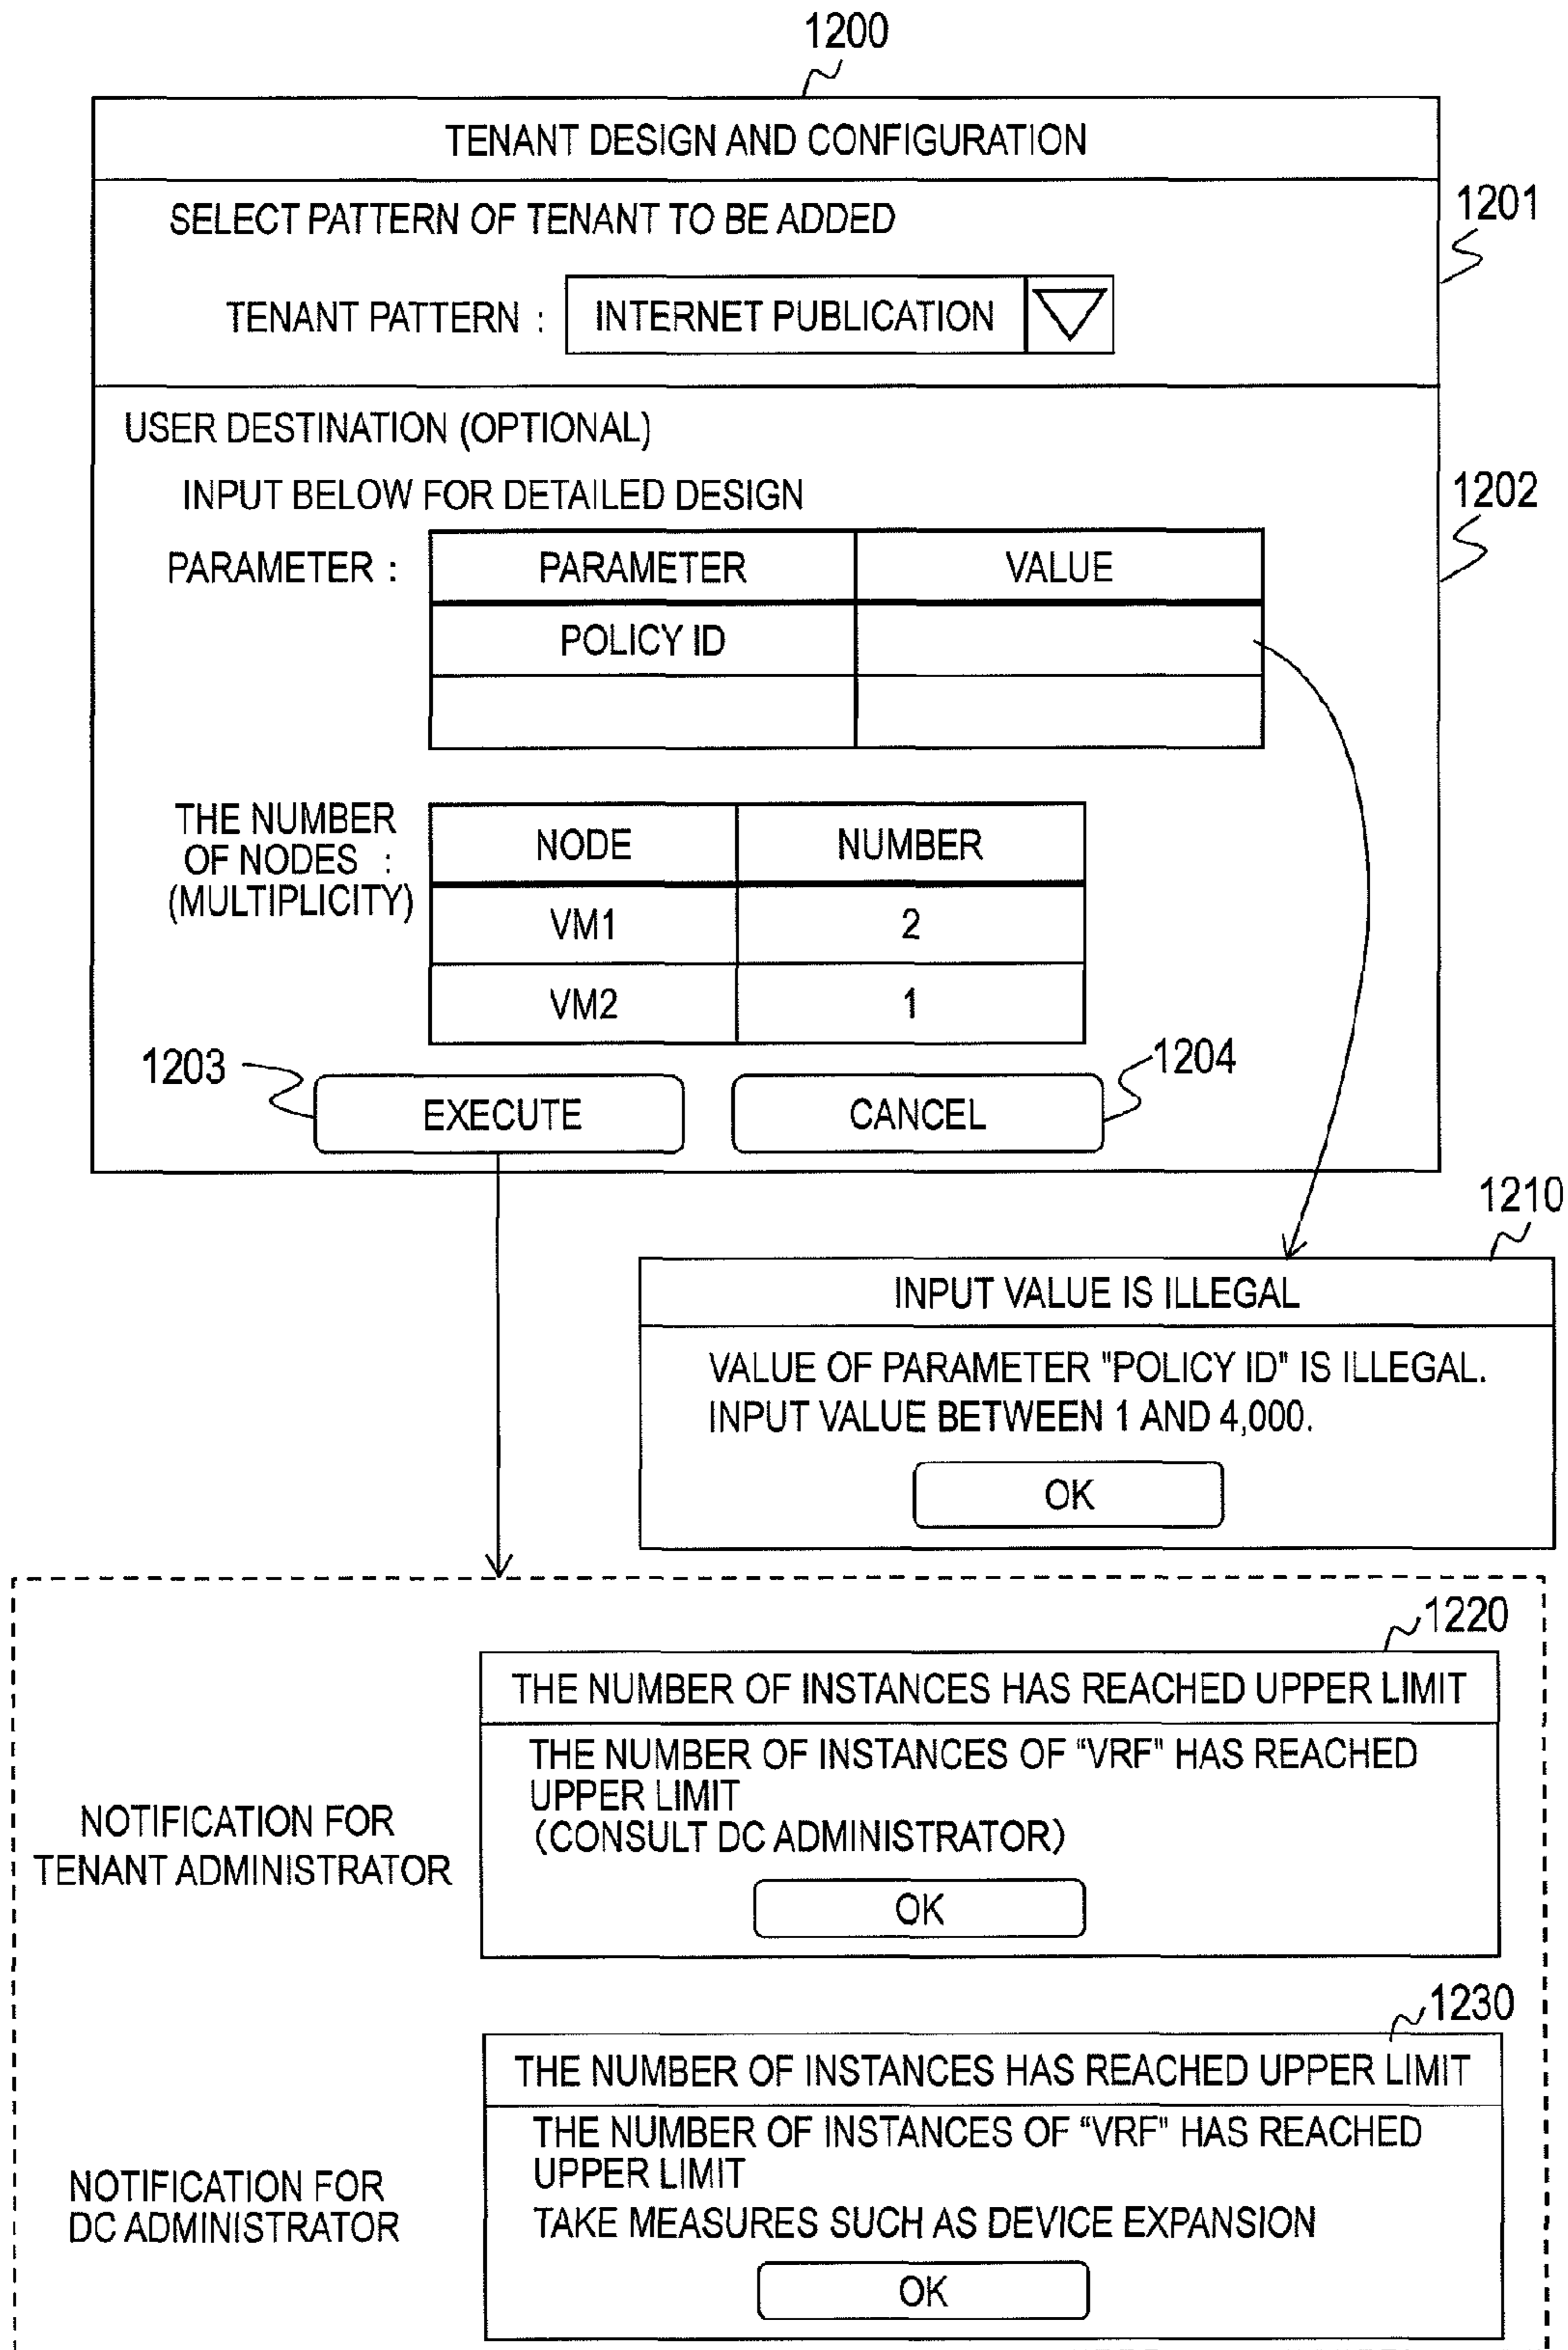 1200
TENANT DESIGN AND CONFIGURATION
SELECT PATTERN OF TENANT TO BE ADDED
1201
TENANT PATTERN : INTERNET PUBLICATION
USER DESTINATION (OPTIONAL)
INPUT BELOW FOR DETAILED DESIGN
1202
PARAMETER : PARAMETER VALUE
POLICY ID
THE NUMBER
OF NODES :
(MULTIPLICITY)
NODE NUMBER
VM1 2
VM2 1
1203
EXECUTE
CANCEL
1204
1210
INPUT VALUE IS ILLEGAL
VALUE OF PARAMETER "POLICY ID" IS ILLEGAL.
INPUT VALUE BETWEEN 1 AND 4,000.
OK
1220
NOTIFICATION FOR
TENANT ADMINISTRATOR
THE NUMBER OF INSTANCES HAS REACHED UPPER LIMIT
THE NUMBER OF INSTANCES OF “VRF" HAS REACHED
UPPER LIMIT
(CONSULT DC ADMINISTRATOR)
OK
1230
NOTIFICATION FOR
DC ADMINISTRATOR
THE NUMBER OF INSTANCES HAS REACHED UPPER LIMIT
THE NUMBER OF INSTANCES OF “VRF" HAS REACHED
UPPER LIMIT
TAKE MEASURES SUCH AS DEVICE EXPANSION
OK